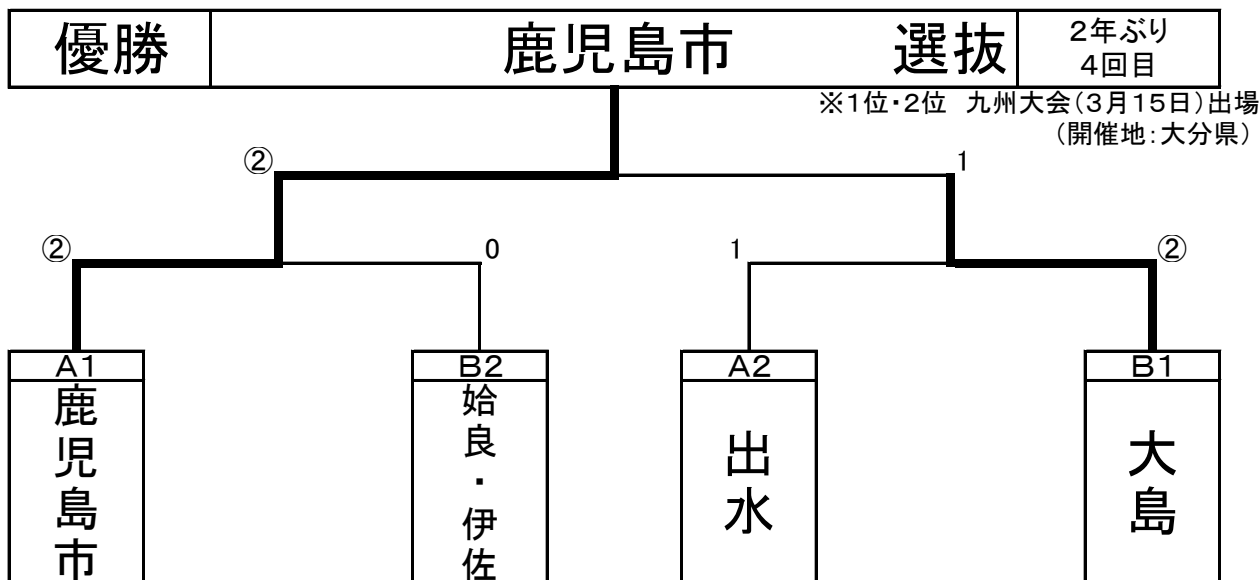 優勝 鹿児島市 選抜 2年ぶり
4回目
※1位・2位 九州大会(3月15日)出場
(開催地:大分県)
② 1
② 0 1 ②
A1 B2 A2 B1
鹿児島市
姶良・伊佐
出水
大島